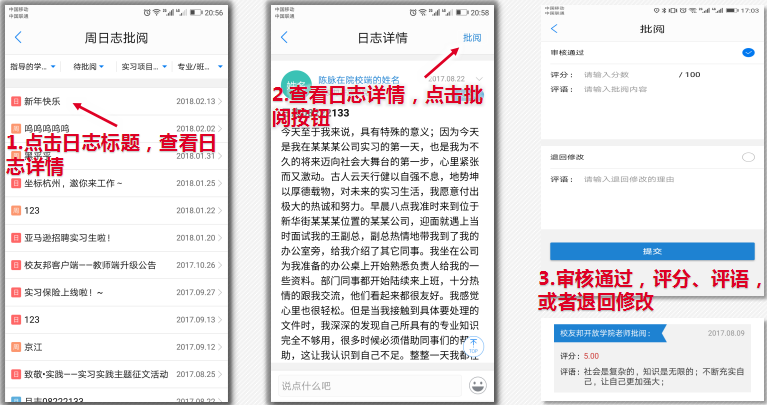 中国移动
中国联通
20:56
周日志批阅
指导的学...
待批阅
实习项目...
专业/班...
日 新年快乐 2018.02.13
周 呜呜呜呜呜 2018.02.02
1.点击日志标题，查看日
志详情
2018.01.31
坐标杭州，邀你来工作～ 2018.01.25
周 123 2018.01.22
日 亚马逊招聘实习生啦！ 2018.01.20
日 校友邦客户端——教师端升级公告 2017.10.26
日 实习保险上线啦！~ 2017.09.27
日 123 2017.09.13
周 京江 2017.09.12
日 致敬•实践——实习实践主题征文活动 2017.08.25
月志08222133 2017.08.22
中国移动
中国联通
20:58
日志详情
批阅
姓名
陈脉在院校端的姓名
2017.08.22
2.查看日志详情，点击批
阅按钮
133
今天至于我来说，具有特殊的意义；因为今天
是我在某某某某公司实习的第一天，也是我为不
久的将来迈向社会大舞台的第一步，心里紧张
而又激动。古人云天行健以自强不息，地势坤
以厚德载物，对未来的实习生活，我愿意付出
极大的热诚和努力。早晨八点我准时来到位于
新华街某某某位置的某某公司，迎面就遇上当
时面试我的王副总，副总热情地带我到了我的
办公室旁，给我介绍了其它同事。我坐在公司
为我准备的办公桌上开始熟悉负责人给我的一
些资料。部门同事都开始陆续来上班，十分热
情的跟我交流，他们看起来都很友好。我感觉
心里也很轻松。但是当我接触到具体要处理的
文件时，我深深的发现自己所具有的专业知识
完全不够用，很多时候必须借助同事们的帮
助，这让我认识到自己不足。整整一天我都在
TOP
说点什么吧
中国移动
中国联通
17:03
批阅
审核通过
评分： 请输入分数 / 100
评语： 请输入批阅内容
退回修改
评语： 请输入退回修改的理由
提交
3.审核通过，评分、评语，
或者退回修改
校友邦开放学院老师批阅： 2017.08.09
评分： 5.00
评语： 社会是复杂的，知识是无限的；不断充实自
己，让自己更加强大；